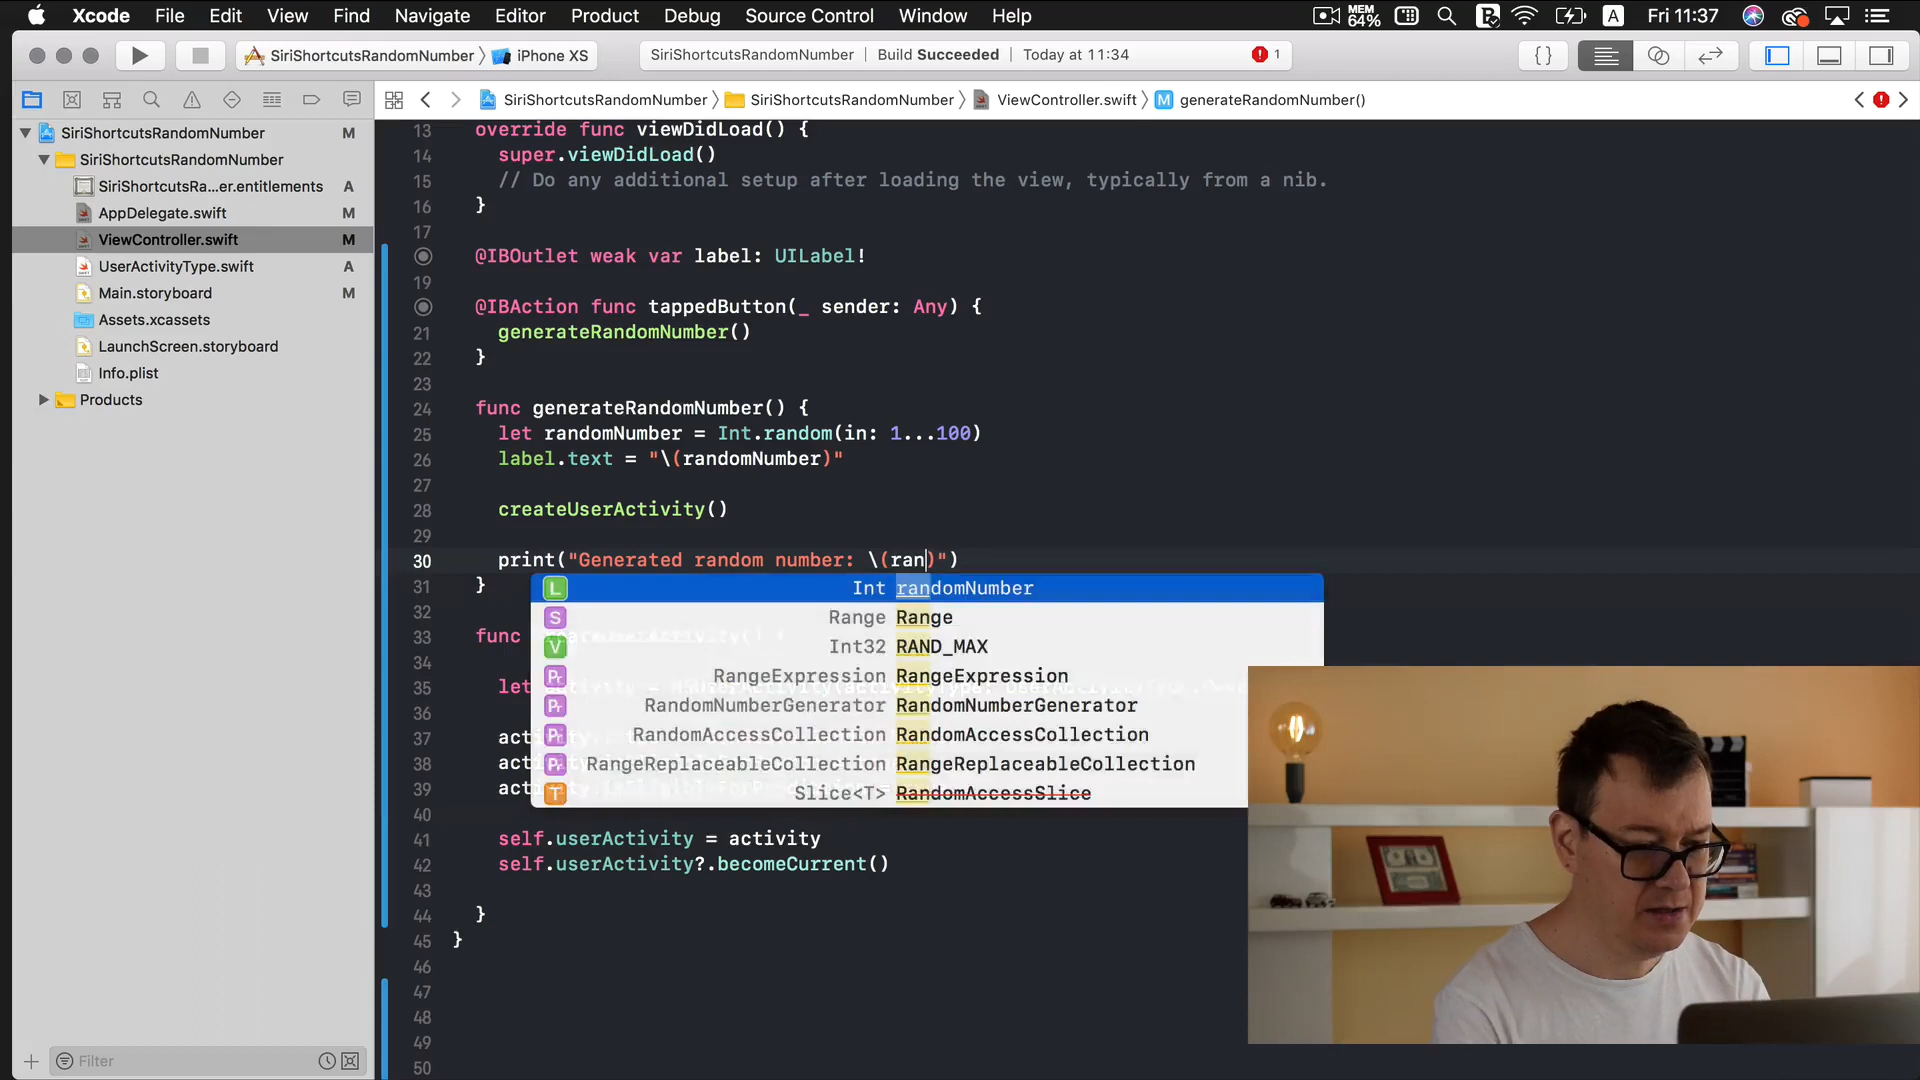 Xcode File Edit View Find Navigate Editor Product Debug Source Control Window Help MEM 64% A Fri 11:37
SiriShortcutsRandomNumber iPhone XS SiriShortcutsRandomNumber Build Succeeded Today at 11:34 1 {}
SiriShortcutsRandomNumber SiriShortcutsRandomNumber ViewController.swift M generateRandomNumber()
SiriShortcutsRandomNumber M
SiriShortcutsRandomNumber
SiriShortcutsRa...er.entitlements A
AppDelegate.swift M
ViewController.swift M
UserActivityType.swift A
Main.storyboard M
Assets.xcassets
LaunchScreen.storyboard
Info.plist
Products
Filter
13 override func viewDidLoad() {
14 super.viewDidLoad()
15 // Do any additional setup after loading the view, typically from a nib.
16 }
17
@IBOutlet weak var label: UILabel!
19
@IBAction func tappedButton(_ sender: Any) {
21 generateRandomNumber()
22 }
23
24 func generateRandomNumber() {
25 let randomNumber = Int.random(in: 1...100)
26 label.text = "\(randomNumber)"
27
28 createUserActivity()
29
30 print("Generated random number: \(ran)")
31 }
32
33 func
34
35 let
36
37 act
38 act
39 act
40
41 self.userActivity = activity
42 self.userActivity?.becomeCurrent()
43
44 }
45 }
46
47
48
49
50
L Int randomNumber
S Range Range
V Int32 RAND_MAX
Pr RangeExpression RangeExpression
Pr RandomNumberGenerator RandomNumberGenerator
Pr RandomAccessCollection RandomAccessCollection
Pr RangeReplaceableCollection RangeReplaceableCollection
T Slice<T> RandomAccessSlice